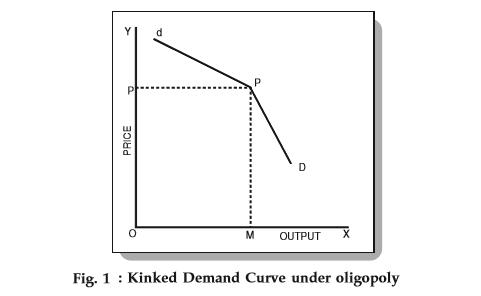 Y
d
P
P
PRICE
D
O
M
OUTPUT
X
Fig. 1 : Kinked Demand Curve under oligopoly